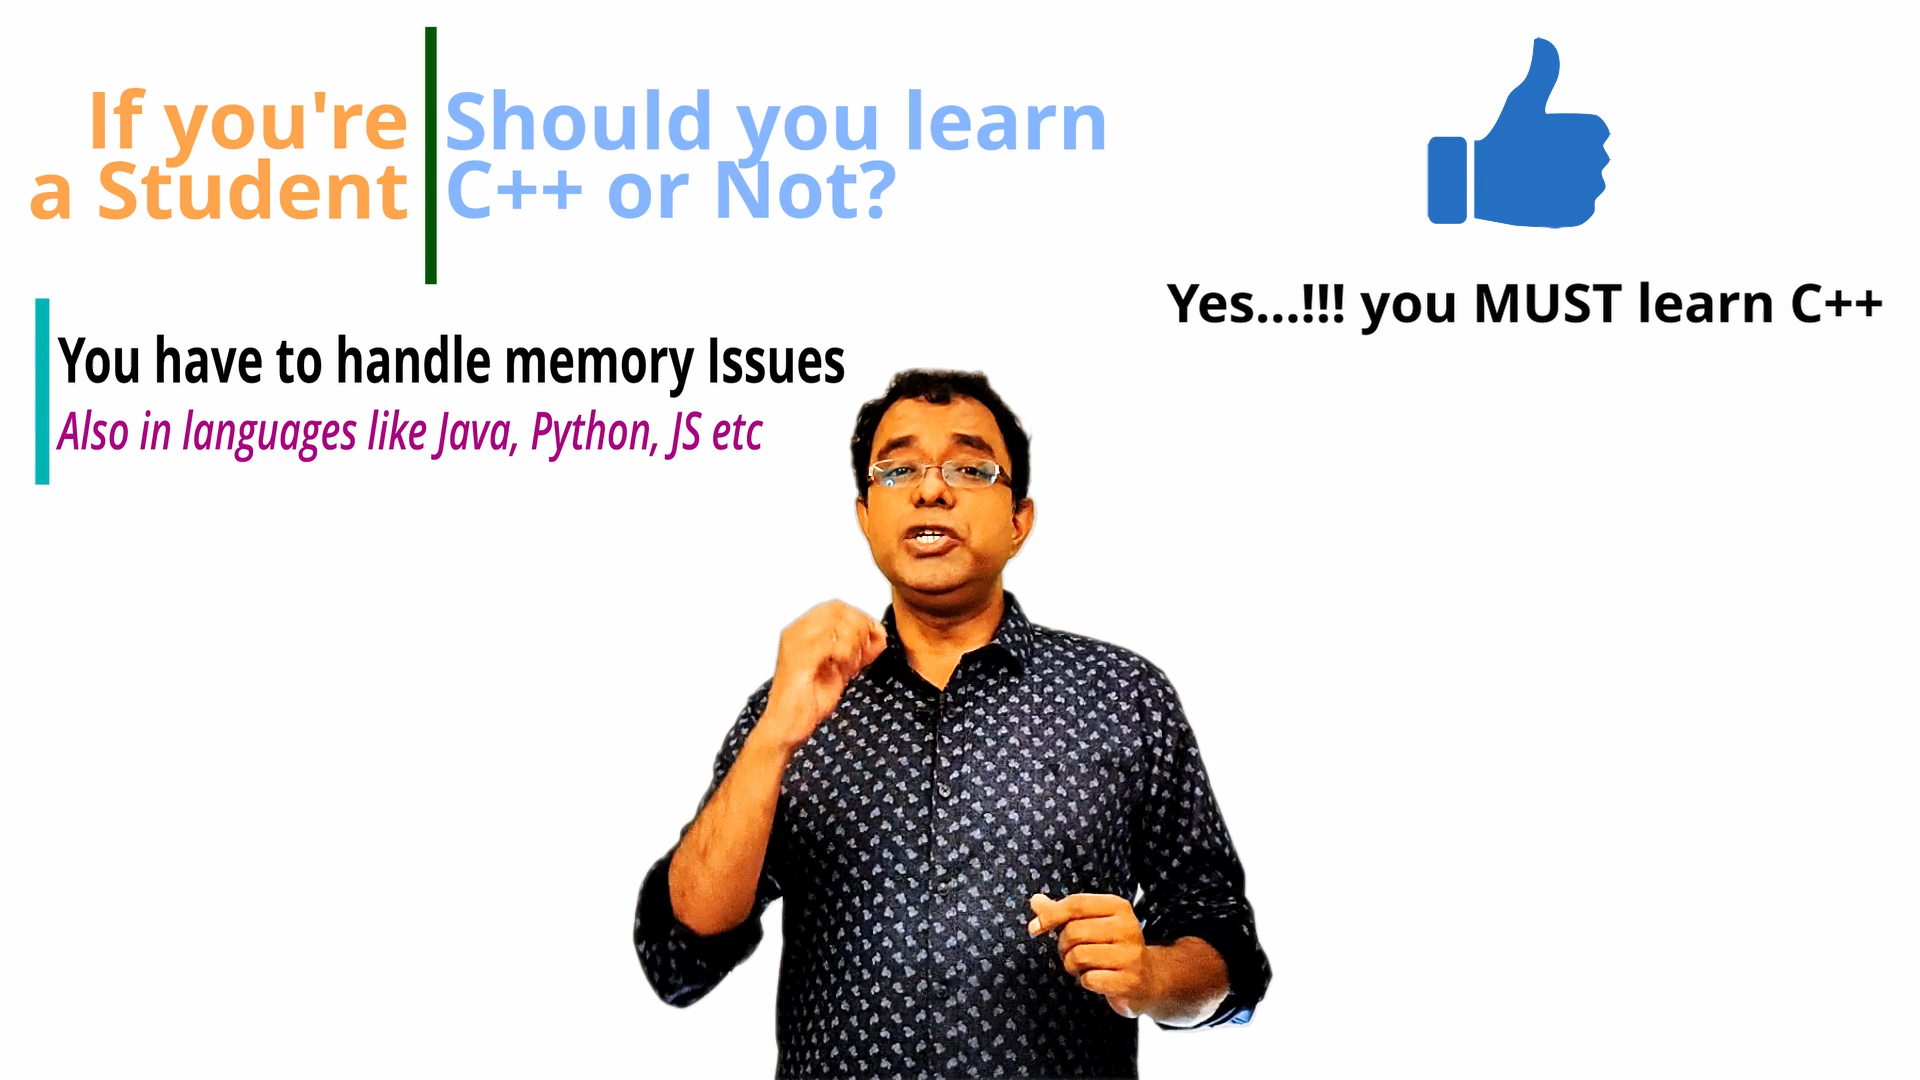 If you're
a Student
Should you learn
C++ or Not?
Yes...!!! you MUST learn C++
You have to handle memory Issues
Also in languages like Java, Python, JS etc